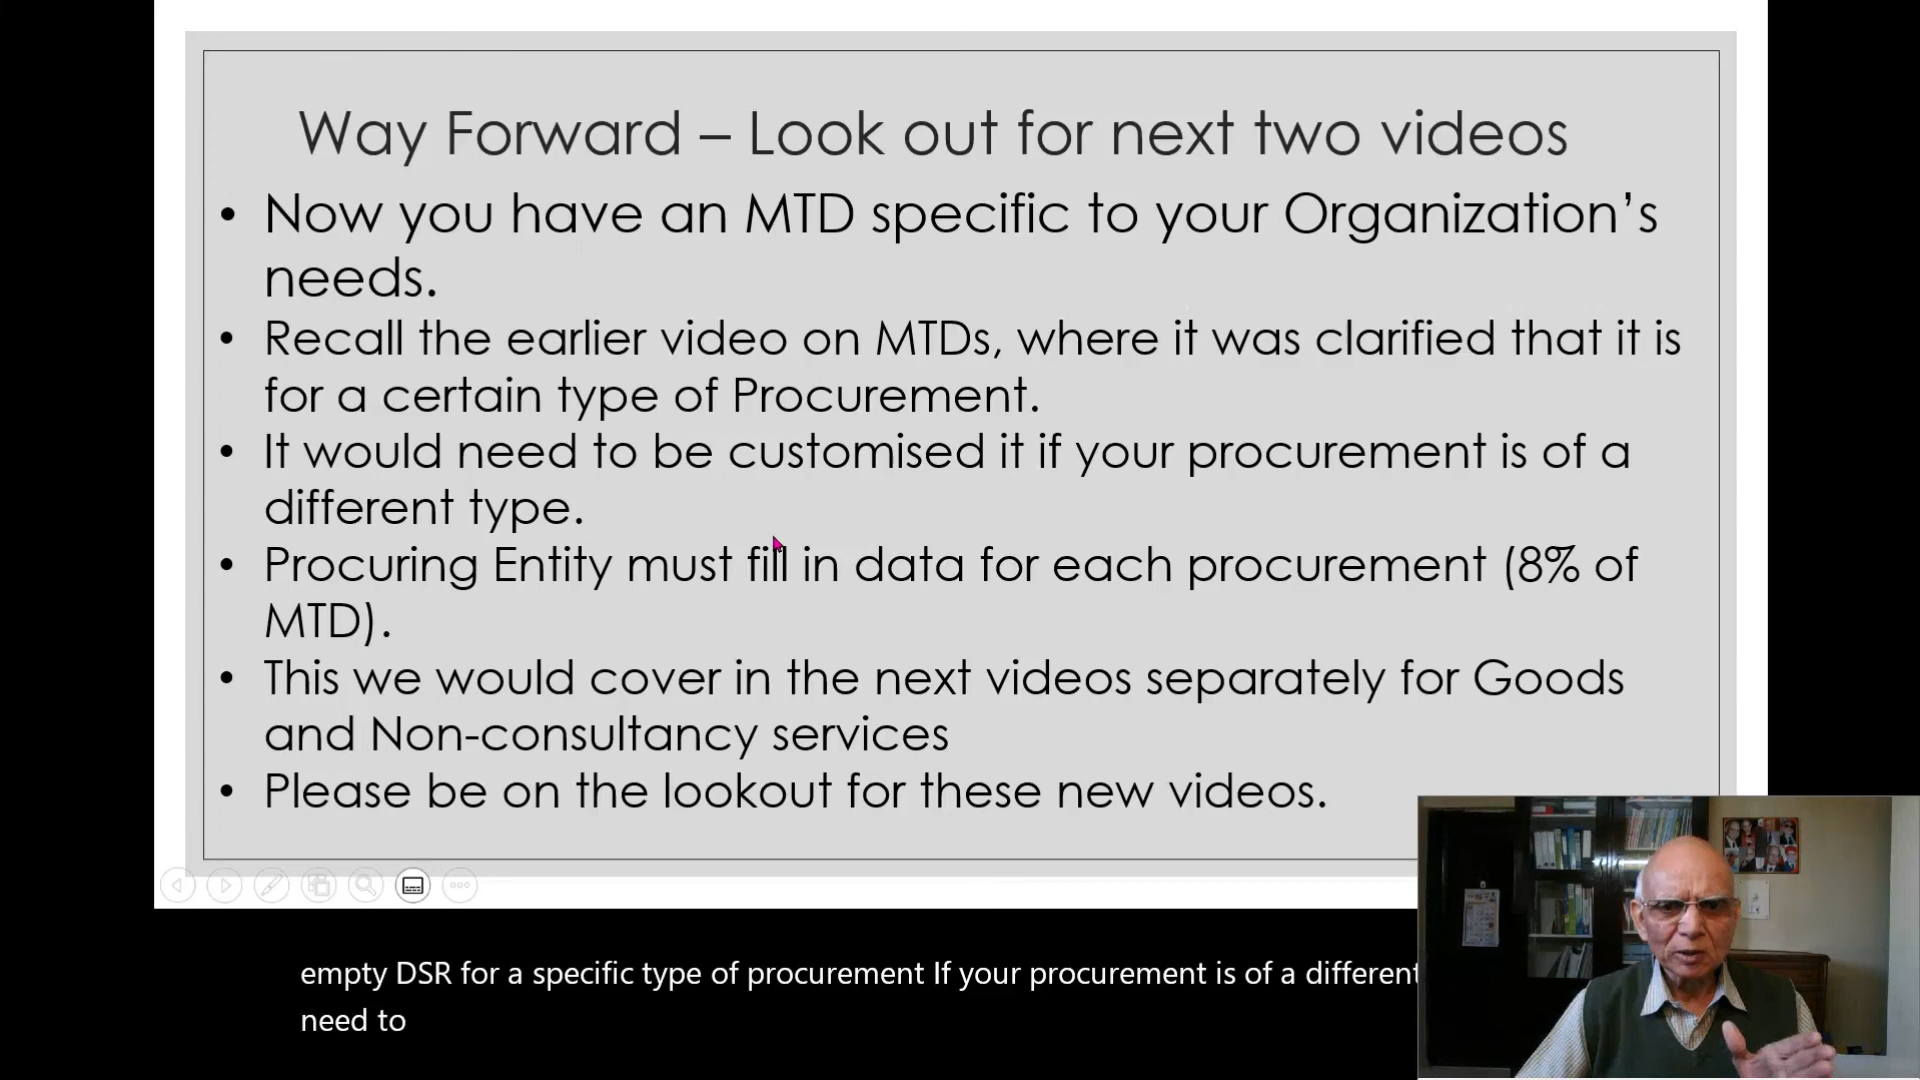 Way Forward – Look out for next two videos
• Now you have an MTD specific to your Organization’s
needs.
• Recall the earlier video on MTDs, where it was clarified that it is
for a certain type of Procurement.
• It would need to be customised it if your procurement is of a
different type.
• Procuring Entity must fill in data for each procurement (8% of
MTD).
• This we would cover in the next videos separately for Goods
and Non-consultancy services
• Please be on the lookout for these new videos.
empty DSR for a specific type of procurement If your procurement is of a different
need to